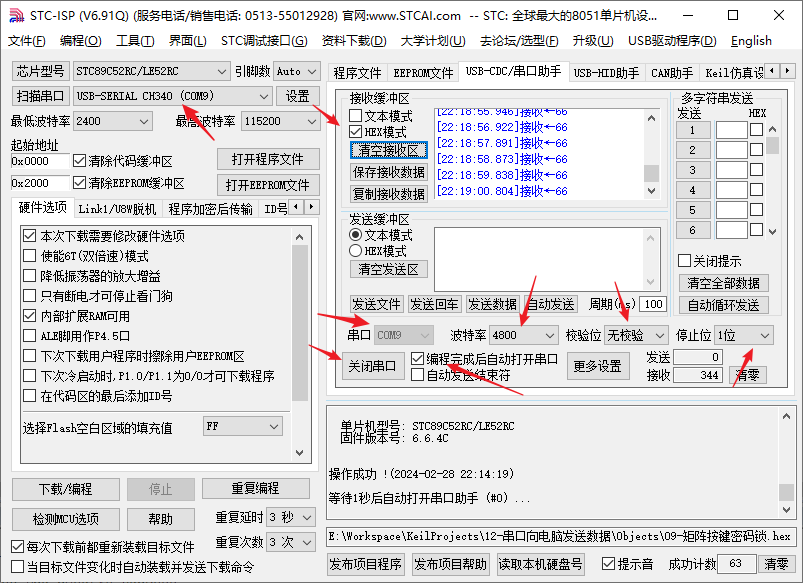 STC-ISP (V6.91Q) (服务电话/销售电话: 0513-55012928) 官网:www.STCAI.com -- STC: 全球最大的8051单片机设...
文件(F) 编程(O) 工具(T) 界面(L) STC调试接口(G) 资料下载(D) 大学计划(U) 去论坛/选型(F) 升级(U) USB驱动程序(D) English
芯片型号 STC89C52RC/LE52RC 引脚数 Auto
扫描串口 USB-SERIAL CH340 (COM9) 设置
最低波特率 2400 最高波特率 115200
起始地址
0x0000 清除代码缓冲区 打开程序文件
0x2000 清除EEPROM缓冲区 打开EEPROM文件
硬件选项 Link1/U8W脱机 程序加密后传输 ID号
本次下载需要修改硬件选项
使能6T(双倍速)模式
降低振荡器的放大增益
只有断电才可停止看门狗
内部扩展RAM可用
ALE脚用作P4.5口
下次下载用户程序时擦除用户EEPROM区
下次冷启动时,P1.0/P1.1为0/0才可下载程序
在代码区的最后添加ID号
选择Flash空白区域的填充值 FF
下载/编程 停止 重复编程
检测MCU选项 帮助 重复延时 3 秒
重复次数 3 次
每次下载前都重新装载目标文件
当目标文件变化时自动装载并发送下载命令
程序文件 EEPROM文件 USB-CDC/串口助手 USB-HID助手 CAN助手 Keil仿真设
接收缓冲区
文本模式
HEX模式
清空接收区
保存接收数据
复制接收数据
[22:18:55.946]接收←66
[22:18:56.922]接收←66
[22:18:57.891]接收←66
[22:18:58.873]接收←66
[22:18:59.838]接收←66
[22:19:00.804]接收←66
发送缓冲区
文本模式
HEX模式
清空发送区
发送文件 发送回车 发送数据 自动发送 周期(ms) 100
串口 COM9 波特率 4800 校验位 无校验 停止位 1位
关闭串口 编程完成后自动打开串口
自动发送结束符
更多设置
发送 0
接收 344 清零
多字符串发送
发送 HEX
1
2
3
4
5
6
关闭提示
清空全部数据
自动循环发送
单片机型号: STC89C52RC/LE52RC
固件版本号: 6.6.4C
操作成功 !(2024-02-28 22:14:19)
等待1秒后自动打开串口助手 (#0) ...
E:\Workspace\KeilProjects\12-串口向电脑发送数据\Objects\09-矩阵按键密码锁.hex
发布项目程序 发布项目帮助 读取本机硬盘号 提示音 成功计数 63 清零